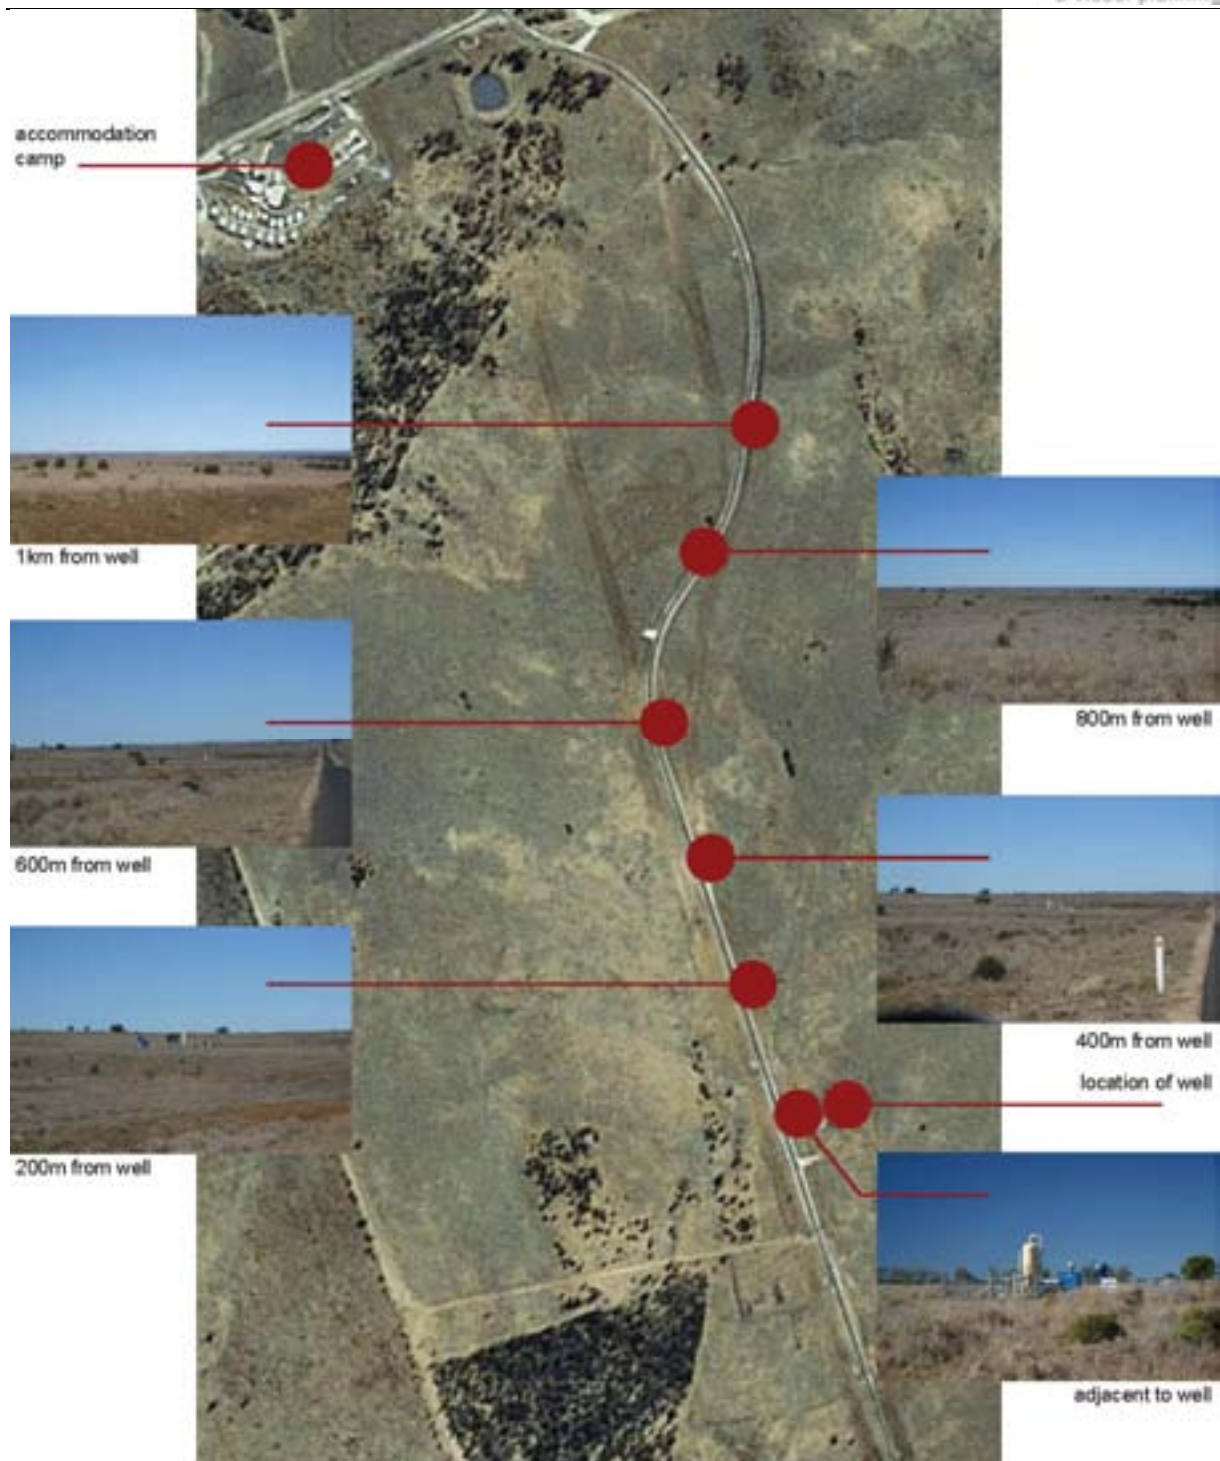 accommodation
camp
1km from well
800m from well
600m from well
400m from well
location of well
200m from well
adjacent to well